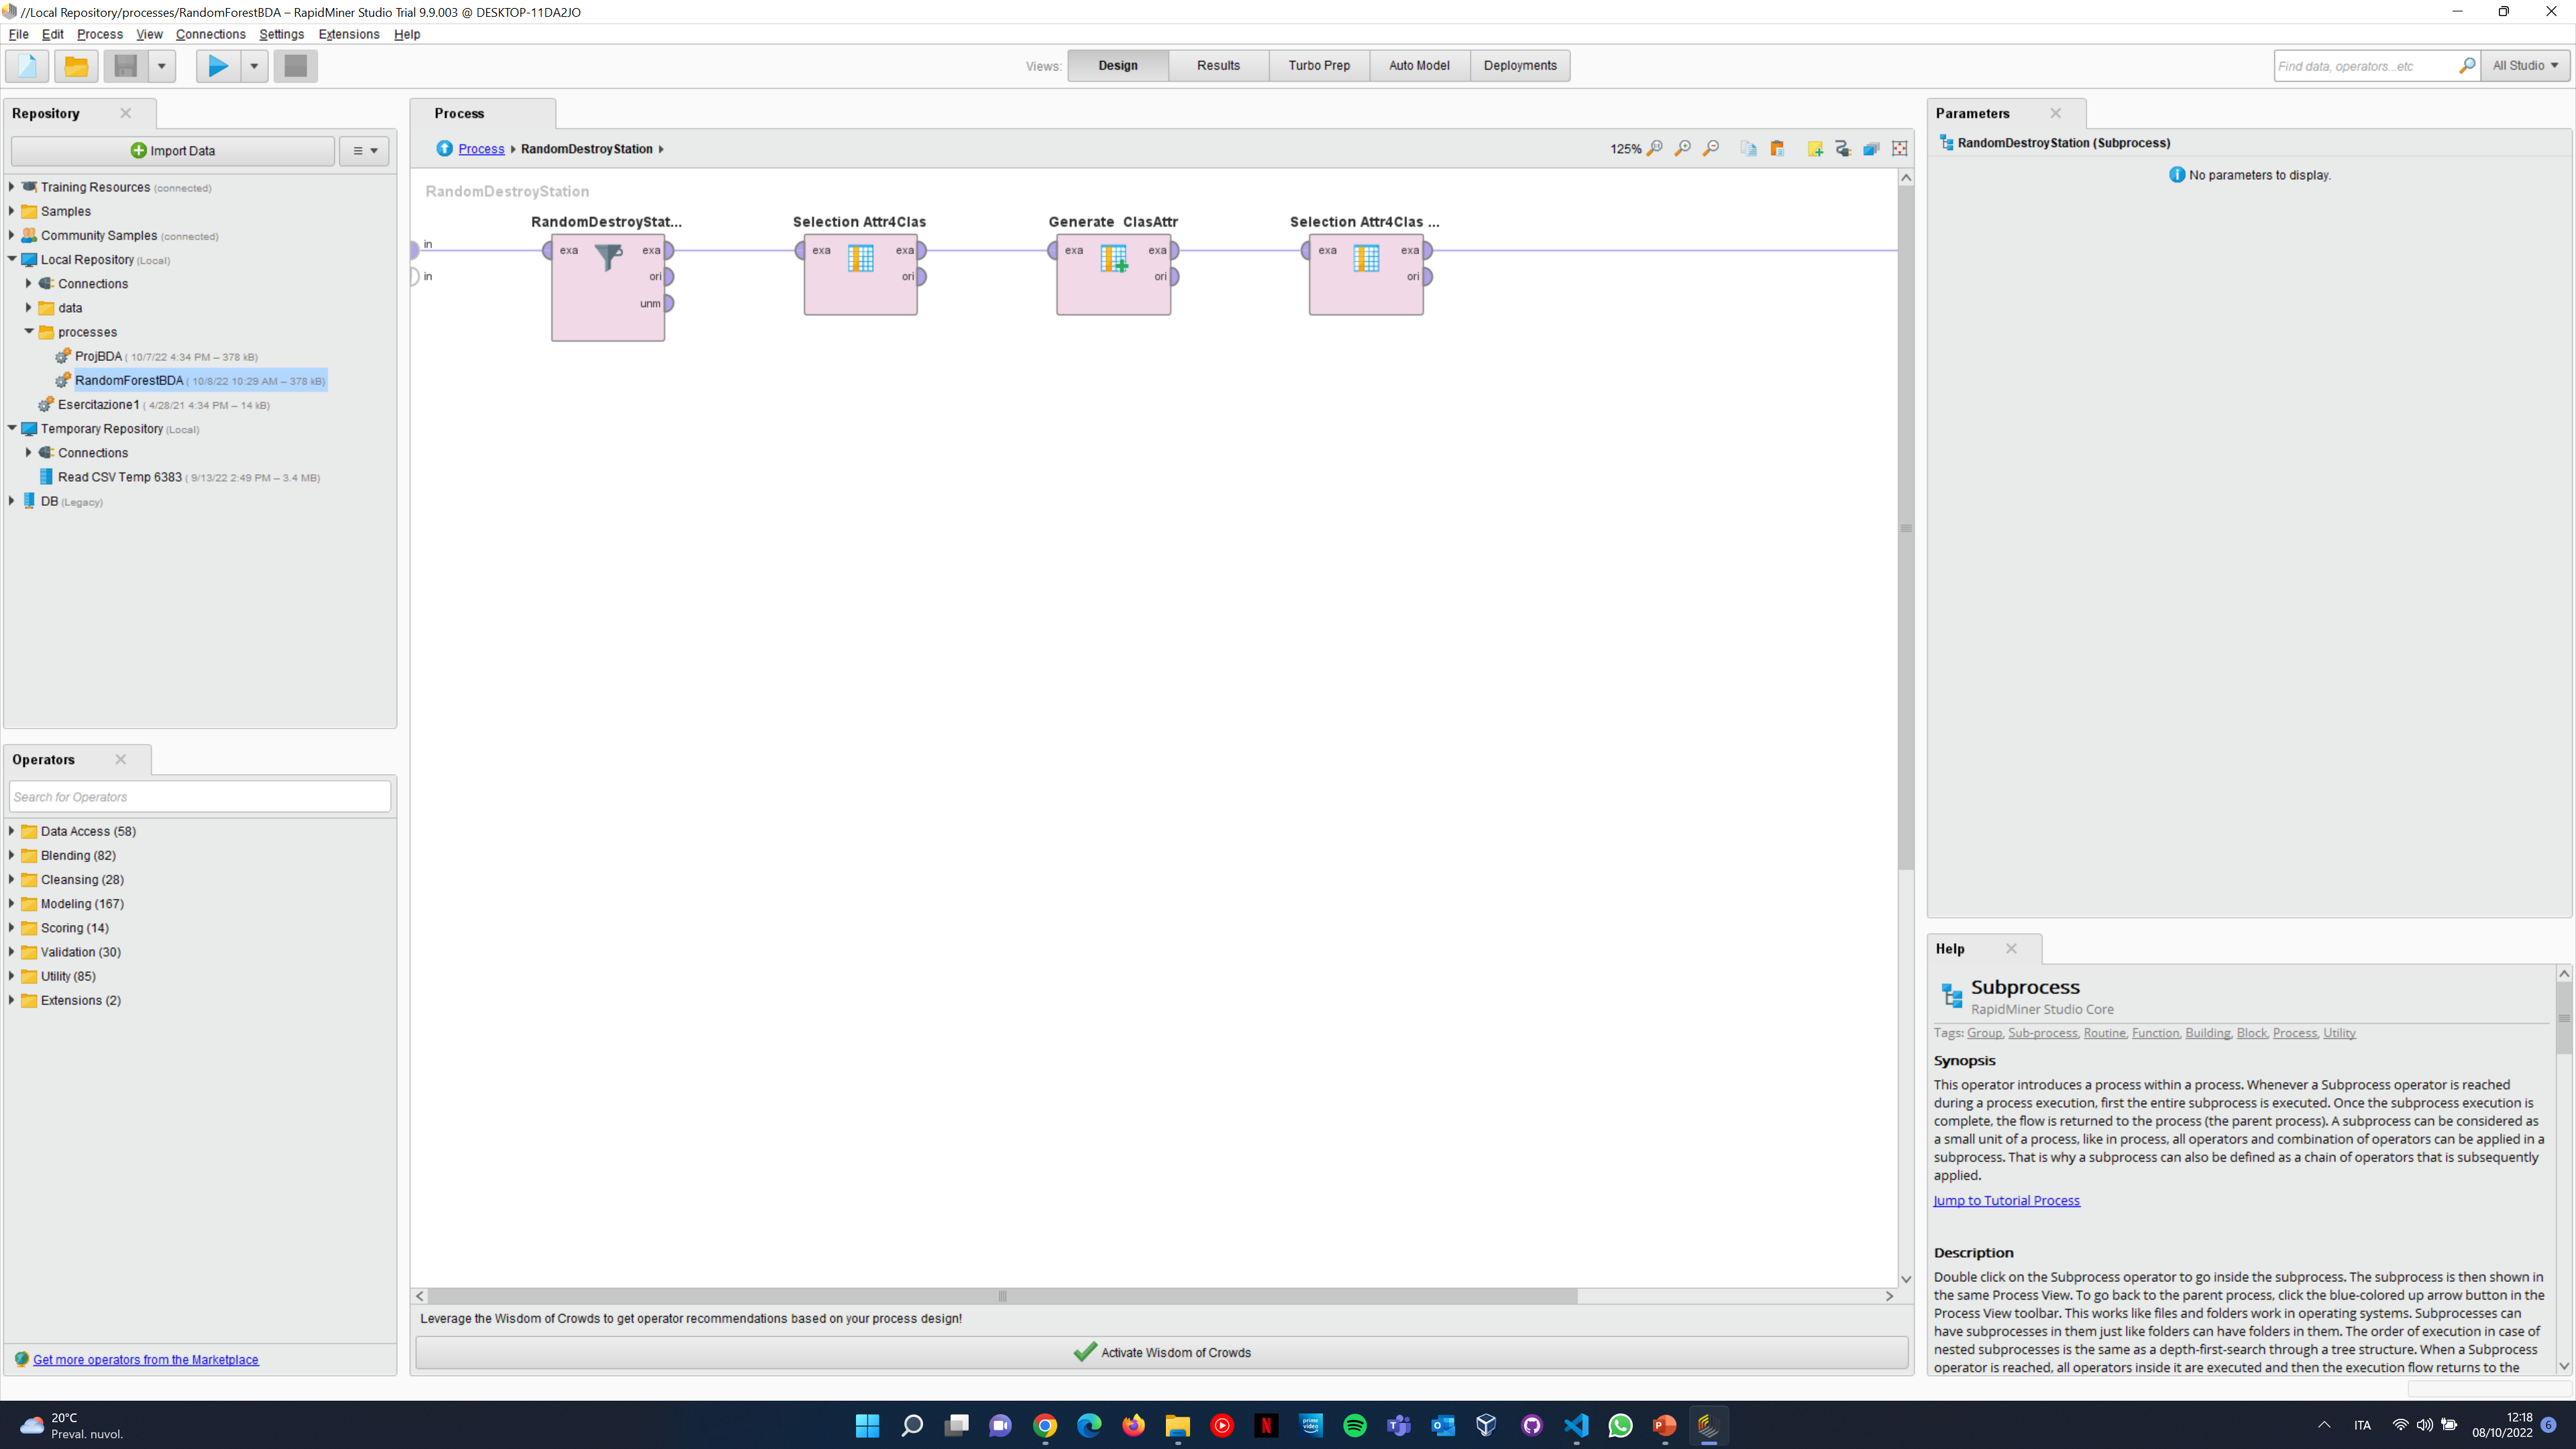 //Local Repository/processes/RandomForestBDA – RapidMiner Studio Trial 9.9.003 @ DESKTOP-11DA2JO
File Edit Process View Connections Settings Extensions Help
Views: Design Results Turbo Prep Auto Model Deployments
Find data, operators...etc All Studio
Repository
Import Data
Training Resources (connected)
Samples
Community Samples (connected)
Local Repository (Local)
Connections
data
processes
ProjBDA ( 10/7/22 4:34 PM – 378 kB)
RandomForestBDA ( 10/8/22 10:29 AM – 378 kB)
Esercitazione1 ( 4/28/21 4:34 PM – 14 kB)
Temporary Repository (Local)
Connections
Read CSV Temp 6383 ( 9/13/22 2:49 PM – 3.4 MB)
DB (Legacy)
Operators
Search for Operators
Data Access (58)
Blending (82)
Cleansing (28)
Modeling (167)
Scoring (14)
Validation (30)
Utility (85)
Extensions (2)
Get more operators from the Marketplace
Process
Process RandomDestroyStation
125%
RandomDestroyStation
RandomDestroyStat... Selection Attr4Clas Generate ClasAttr Selection Attr4Clas ...
in exa exa exa exa exa exa exa exa
in ori ori ori ori
unm
Leverage the Wisdom of Crowds to get operator recommendations based on your process design!
Activate Wisdom of Crowds
Parameters
RandomDestroyStation (Subprocess)
No parameters to display.
Help
Subprocess
RapidMiner Studio Core
Tags: Group, Sub-process, Routine, Function, Building, Block, Process, Utility
Synopsis
This operator introduces a process within a process. Whenever a Subprocess operator is reached
during a process execution, first the entire subprocess is executed. Once the subprocess execution is
complete, the flow is returned to the process (the parent process). A subprocess can be considered as
a small unit of a process, like in process, all operators and combination of operators can be applied in a
subprocess. That is why a subprocess can also be defined as a chain of operators that is subsequently
applied.
Jump to Tutorial Process
Description
Double click on the Subprocess operator to go inside the subprocess. The subprocess is then shown in
the same Process View. To go back to the parent process, click the blue-colored up arrow button in the
Process View toolbar. This works like files and folders work in operating systems. Subprocesses can
have subprocesses in them just like folders can have folders in them. The order of execution in case of
nested subprocesses is the same as a depth-first-search through a tree structure. When a Subprocess
operator is reached, all operators inside it are executed and then the execution flow returns to the
20°C
Preval. nuvol.
prime video
N
ITA
12:18
08/10/2022
6